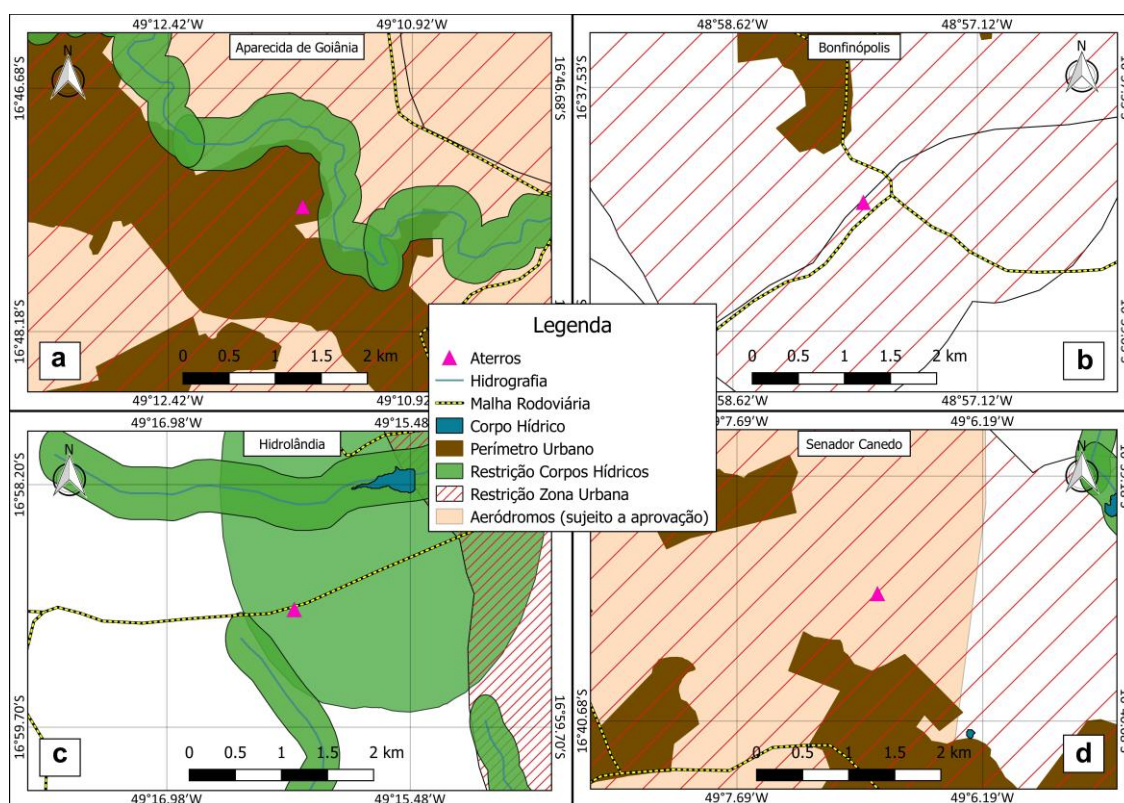 49°12.42'W
49°10.92'W
N
Aparecida de Goiânia
16°46.68'S
16°46.68'S
16°48.18'S
a
0 0.5 1 1.5 2 km
49°12.42'W
49°10.92'W
48°58.62'W
48°57.12'W
Bonfinópolis
N
16°37.53'S
b
0 0.5 1 1.5 2 km
48°57.12'W
Legenda
Aterros
Hidrografia
Malha Rodoviária
Corpo Hídrico
Perímetro Urbano
Restrição Corpos Hídricos
Restrição Zona Urbana
Aeródromos (sujeito a aprovação)
49°16.98'W
49°15.48'W
N
Hidrolândia
16°58.20'S
16°59.70'S
16°59.70'S
c
0 0.5 1 1.5 2 km
49°16.98'W
49°15.48'W
49°6.19'W
Senador Canedo
N
16°40.68'S
d
0 0.5 1 1.5 2 km
49°7.69'W
49°6.19'W